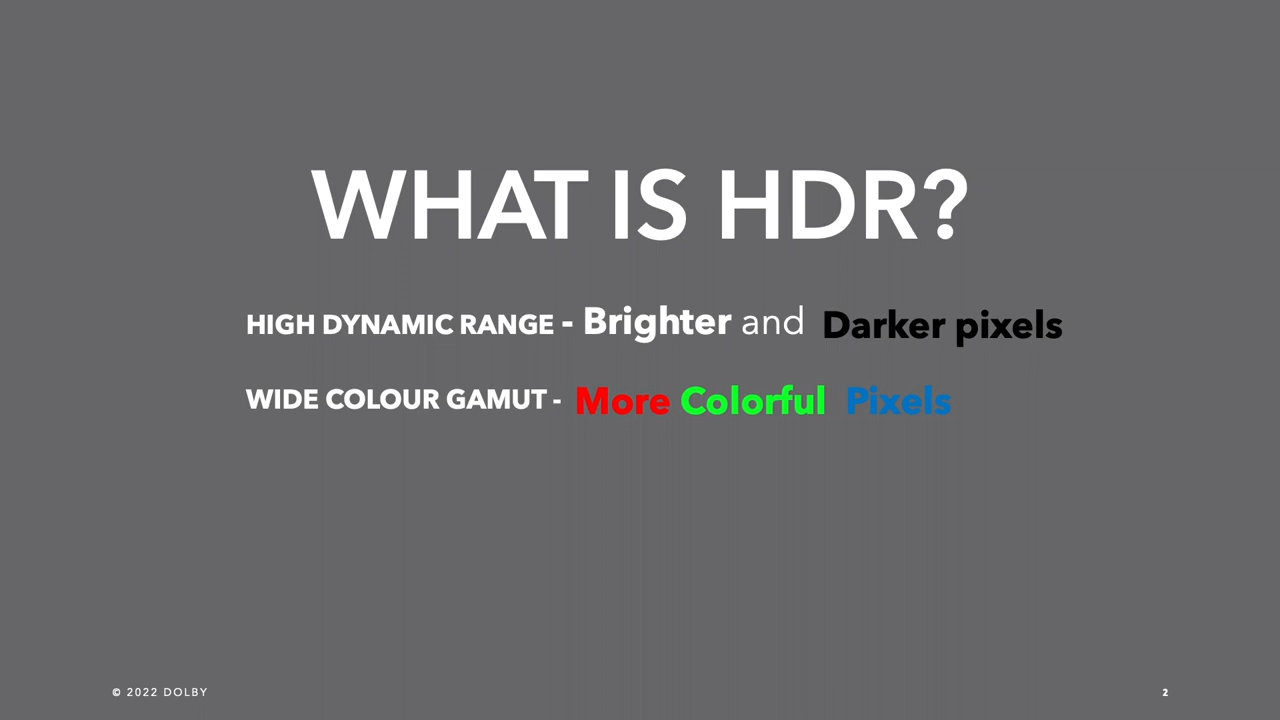 WHAT IS HDR?
HIGH DYNAMIC RANGE - Brighter and Darker pixels
WIDE COLOUR GAMUT - More Colorful Pixels
© 2022 DOLBY
2